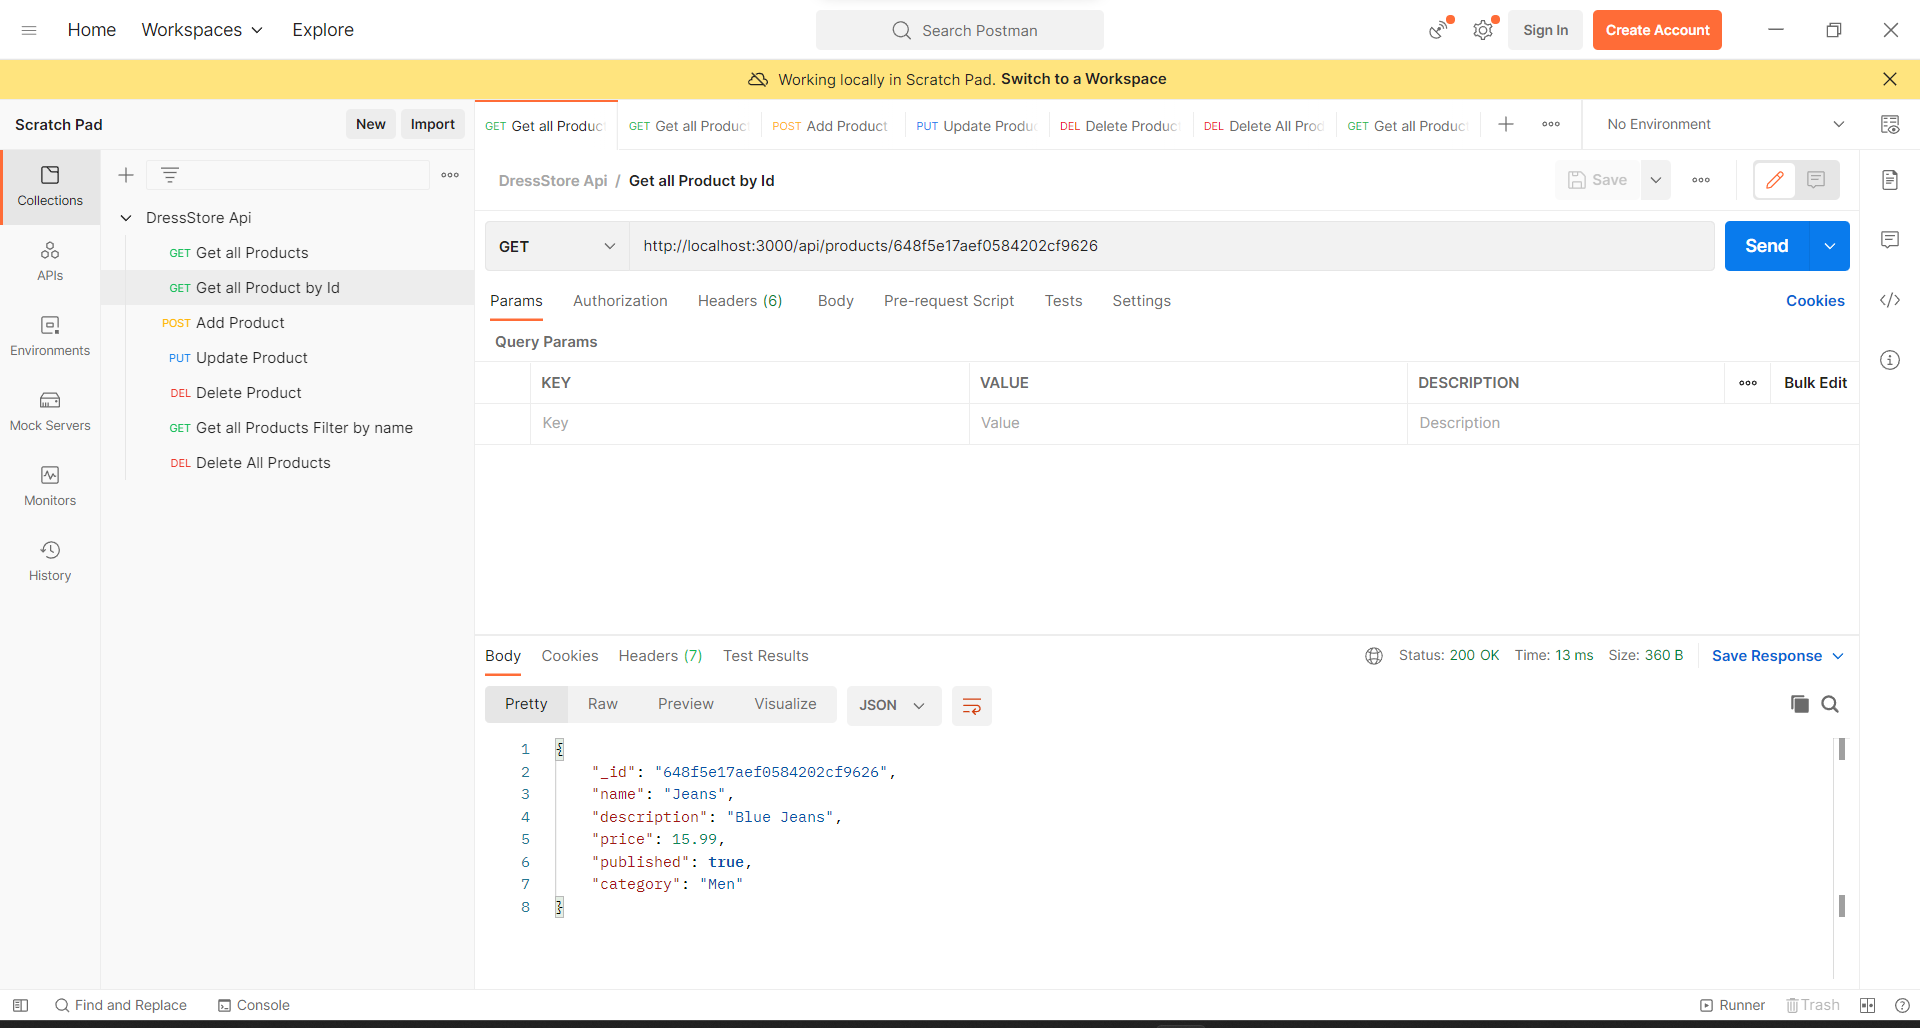 Home
Workspaces
Explore
Search Postman
Sign In
Create Account
Working locally in Scratch Pad. Switch to a Workspace
Scratch Pad
New
Import
GET Get all Produc
GET Get all Produc
POST Add Product
PUT Update Produ
DEL Delete Produc
DEL Delete All Prod
GET Get all Produc
No Environment
Collections
APIs
Environments
Mock Servers
Monitors
History
DressStore Api
GET Get all Products
GET Get all Product by Id
POST Add Product
PUT Update Product
DEL Delete Product
GET Get all Products Filter by name
DEL Delete All Products
DressStore Api / Get all Product by Id
Save
GET
http://localhost:3000/api/products/648f5e17aef0584202cf9626
Send
Params
Authorization
Headers (6)
Body
Pre-request Script
Tests
Settings
Cookies
Query Params
KEY
VALUE
DESCRIPTION
Bulk Edit
Key
Value
Description
Body
Cookies
Headers (7)
Test Results
Status: 200 OK
Time: 13 ms
Size: 360 B
Save Response
Pretty
Raw
Preview
Visualize
JSON
1 {
2 "_id": "648f5e17aef0584202cf9626",
3 "name": "Jeans",
4 "description": "Blue Jeans",
5 "price": 15.99,
6 "published": true,
7 "category": "Men"
8 }
Find and Replace
Console
Runner
Trash